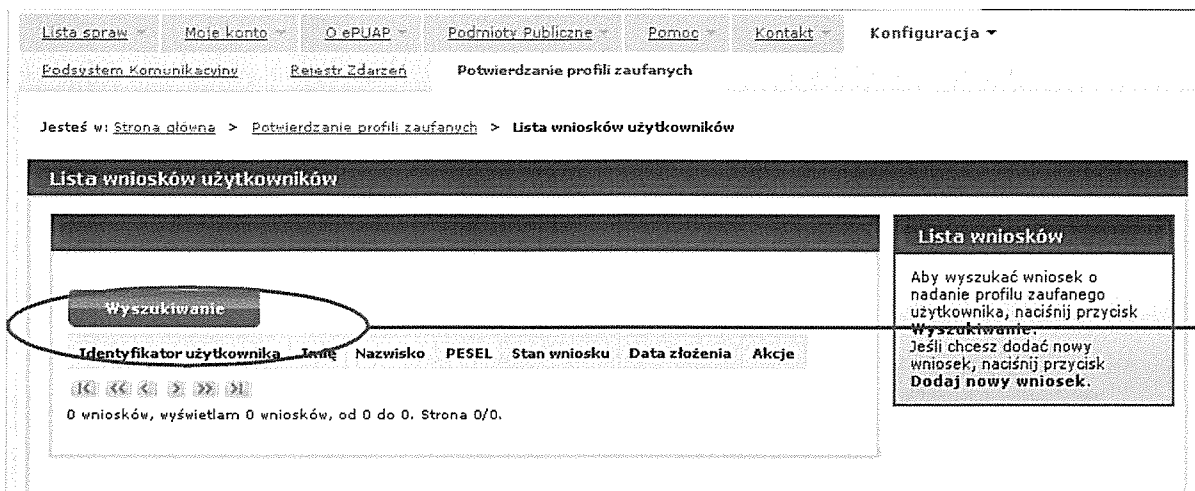 Lista spraw Moje konto O ePUAP Podmioty Publiczne Pomoc Kontakt Konfiguracja
Podsystem Komunikacyjny Rejestr Zdarzeń Potwierdzanie profili zaufanych
Jesteś w: Strona główna > Potwierdzanie profili zaufanych > Lista wniosków użytkowników
Lista wniosków użytkowników
Wyszukiwanie
Identyfikator użytkownika Imię Nazwisko PESEL Stan wniosku Data złożenia Akcje
0 wniosków, wyświetlam 0 wniosków, od 0 do 0. Strona 0/0.
Lista wniosków
Aby wyszukać wniosek o
nadanie profilu zaufanego
użytkownika, naciśnij przycisk
Wyszukiwanie.
Jeśli chcesz dodać nowy
wniosek, naciśnij przycisk
Dodaj nowy wniosek.